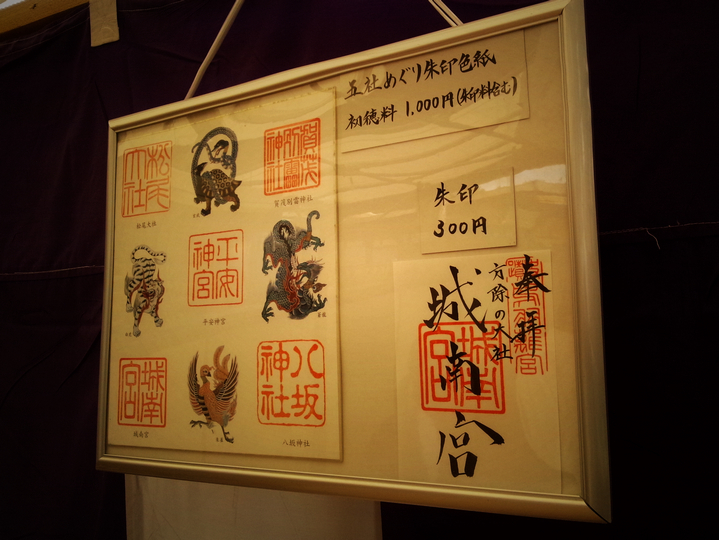 五社めぐり朱印色紙
初穂料 1,000円(朱印料含む)
朱印
300円
奉拝
方除の大社
城南宮
城南宮
松尾大社
松尾大社
賀茂別雷神社
賀茂別雷神社
平安神宮
平安神宮
城南宮
城南宮
八坂神社
八坂神社